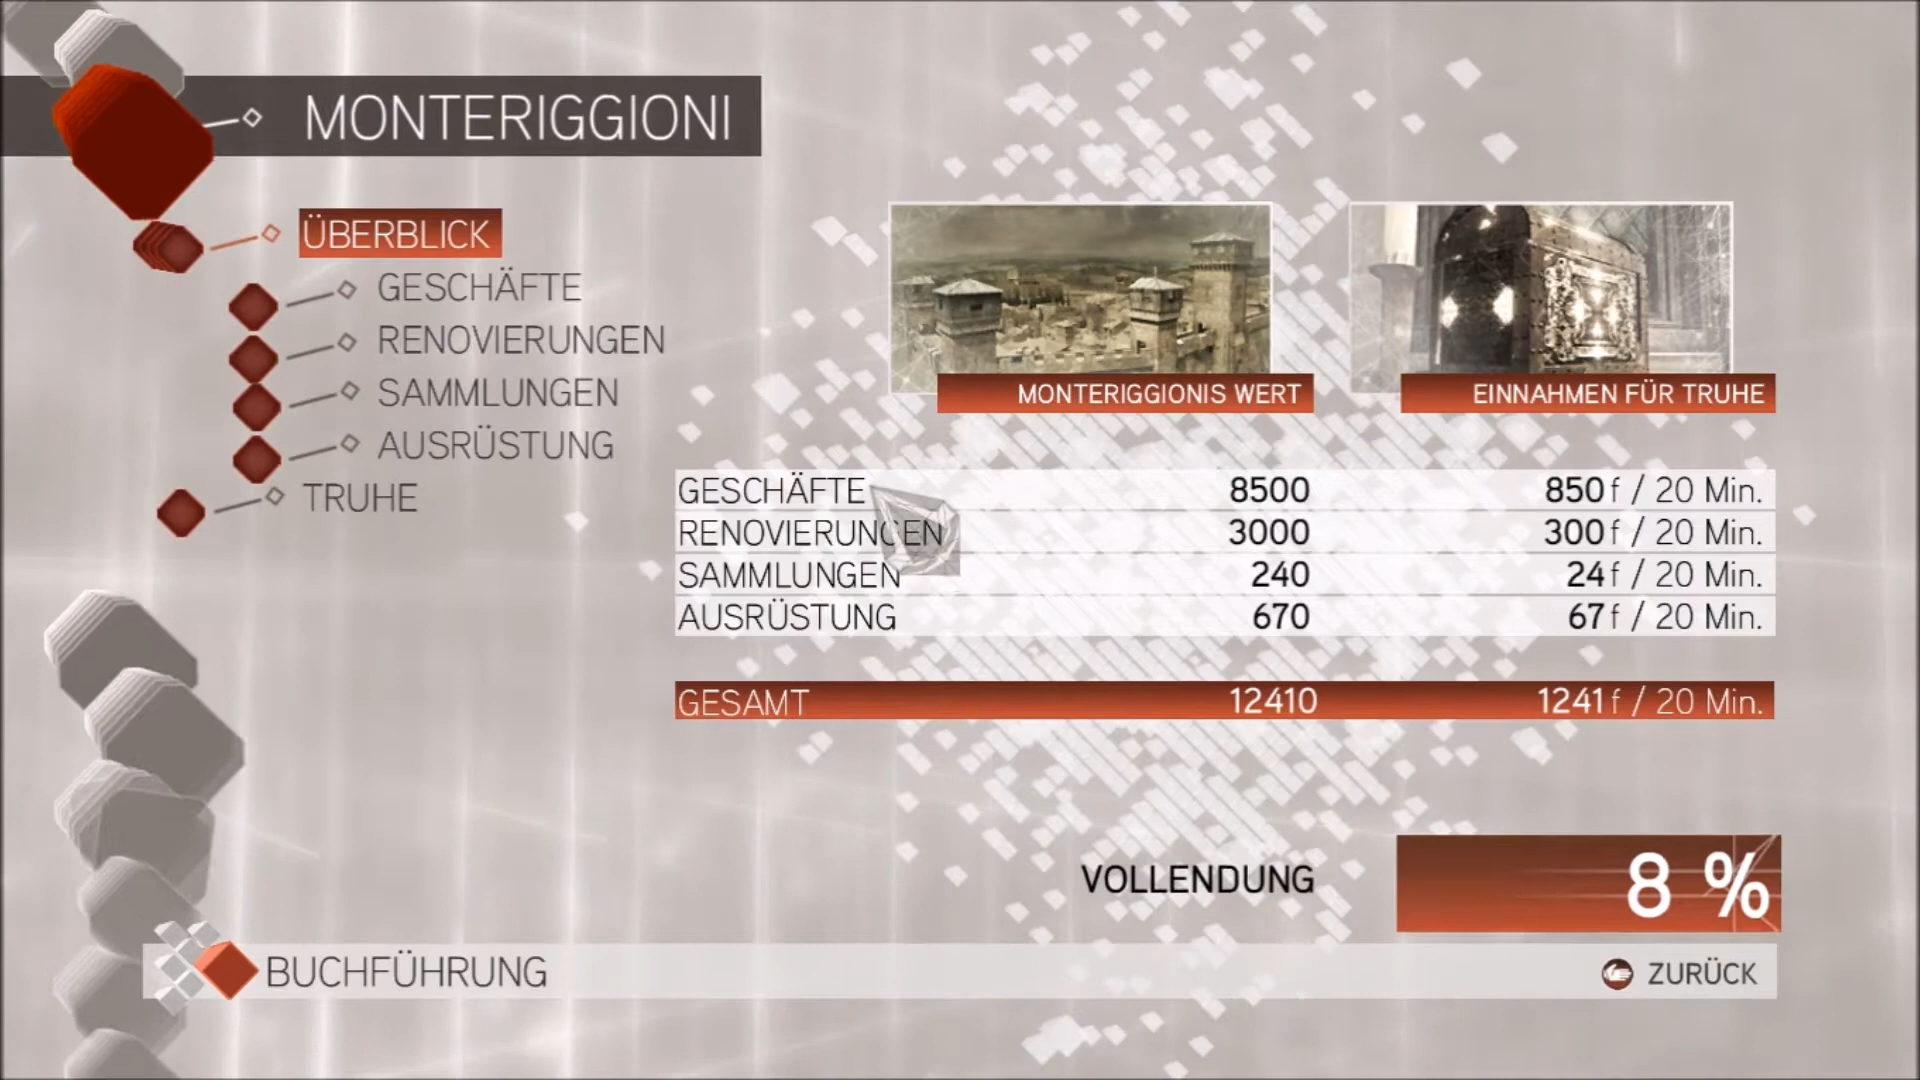 MONTERIGGIONI
ÜBERBLICK
GESCHÄFTE
RENOVIERUNGEN
SAMMLUNGEN
AUSRÜSTUNG
TRUHE
MONTERIGGIONIS WERT
EINNAHMEN FÜR TRUHE
GESCHÄFTE 8500 850 f / 20 Min.
RENOVIERUNGEN 3000 300 f / 20 Min.
SAMMLUNGEN 240 24 f / 20 Min.
AUSRÜSTUNG 670 67 f / 20 Min.
GESAMT 12410 1241 f / 20 Min.
VOLLENDUNG 8 %
BUCHFÜHRUNG
ZURÜCK